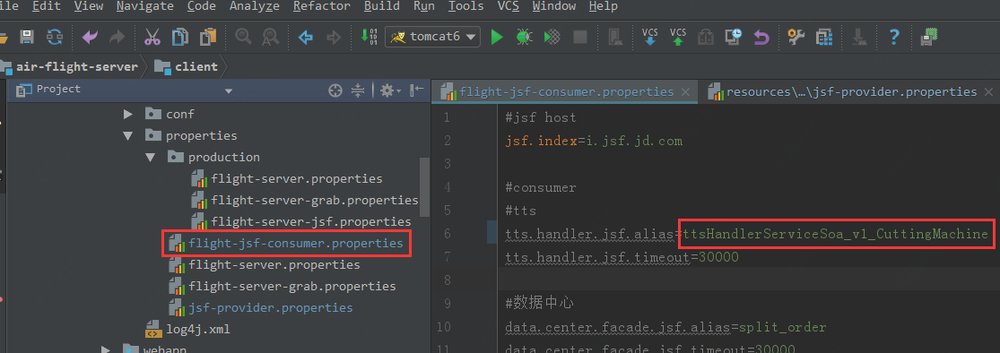 File Edit View Navigate Code Analyze Refactor Build Run Tools VCS Window Help
tomcat6 VCS VCS
air-flight-server client
Project
conf
properties
production
flight-server.properties
flight-server-grab.properties
flight-server-jsf.properties
flight-jsf-consumer.properties
flight-server.properties
flight-server-grab.properties
jsf-provider.properties
log4j.xml
webapp
flight-jsf-consumer.properties resources\...\jsf-provider.properties
1 #jsf host
2 jsf.index=i.jsf.jd.com
3
4 #consumer
5 #tts
6 tts.handler.jsf.alias=ttsHandlerServiceSoa_v1_CuttingMachine
7 tts.handler.jsf.timeout=30000
8
9 #数据中心
10 data.center.facade.jsf.alias=split_order
11 data.center.facade.jsf.timeout=30000